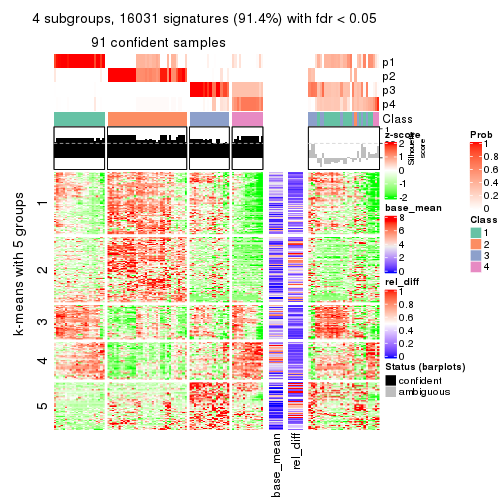 4 subgroups, 16031 signatures (91.4%) with fdr < 0.05
91 confident samples
p1
p2
p3
p4
Class
1
z-score
2
1
0
-1
-2
Silhouette
score
base_mean
8
6
4
2
0
rel_diff
1
0.8
0.6
0.4
0.2
0
Status (barplots)
confident
ambiguous
Prob
1
0.8
0.6
0.4
0.2
0
Class
1
2
3
4
k-means with 5 groups
1
2
3
4
5
base_mean
rel_diff